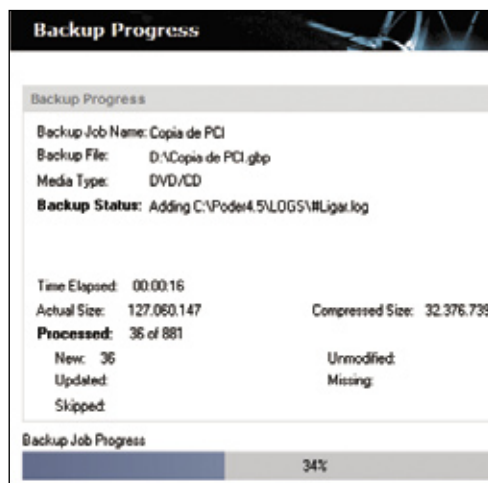 Backup Progress
Backup Progress
Backup Job Name: Copia de PCI
Backup File: D:\Copia de PCI.gbp
Media Type: DVD/CD
Backup Status: Adding C:\Poder4.5\LOGS\#Ligar.log
Time Elapsed: 00:00:16
Actual Size: 127.060.147 Compressed Size: 32.376.739
Processed: 36 of 881
New: 36 Unmodified:
Updated: Missing:
Skipped:
Backup Job Progress
34%